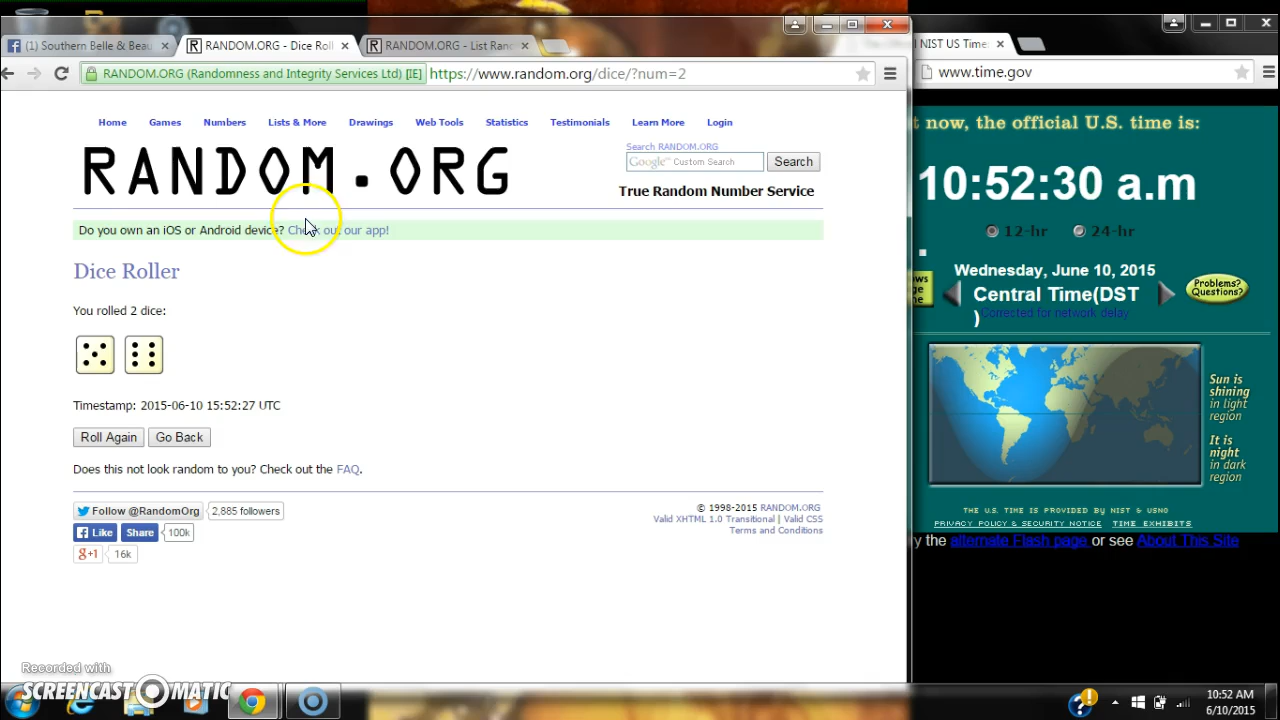 (1) Southern Belle & Beau
RANDOM.ORG - Dice Roll
RANDOM.ORG - List Rand
RANDOM.ORG (Randomness and Integrity Services Ltd) [IE]
https://www.random.org/dice/?num=2
Home
Games
Numbers
Lists & More
Drawings
Web Tools
Statistics
Testimonials
Learn More
Login
RANDOM.ORG
Search RANDOM.ORG
Google™ Custom Search
Search
True Random Number Service
Do you own an iOS or Android device? Check out our app!
Dice Roller
You rolled 2 dice:
Timestamp: 2015-06-10 15:52:27 UTC
Roll Again
Go Back
Does this not look random to you? Check out the FAQ.
Follow @RandomOrg
2,885 followers
Like
Share
100k
g+1
16k
© 1998-2015 RANDOM.ORG
Valid XHTML 1.0 Transitional | Valid CSS
Terms and Conditions
Recorded with
SCREENCAST-O-MATIC
NIST US Time
www.time.gov
t now, the official U.S. time is:
10:52:30 a.m
.
12-hr
24-hr
Wednesday, June 10, 2015
Central Time(DST
)
Corrected for network delay
Problems?
Questions?
Sun is
shining
in light
region
It is
night
in dark
region
THE U.S. TIME IS PROVIDED BY NIST & USNO
PRIVACY POLICY & SECURITY NOTICE
TIME EXHIBITS
y the alternate Flash page or see About This Site
10:52 AM
6/10/2015